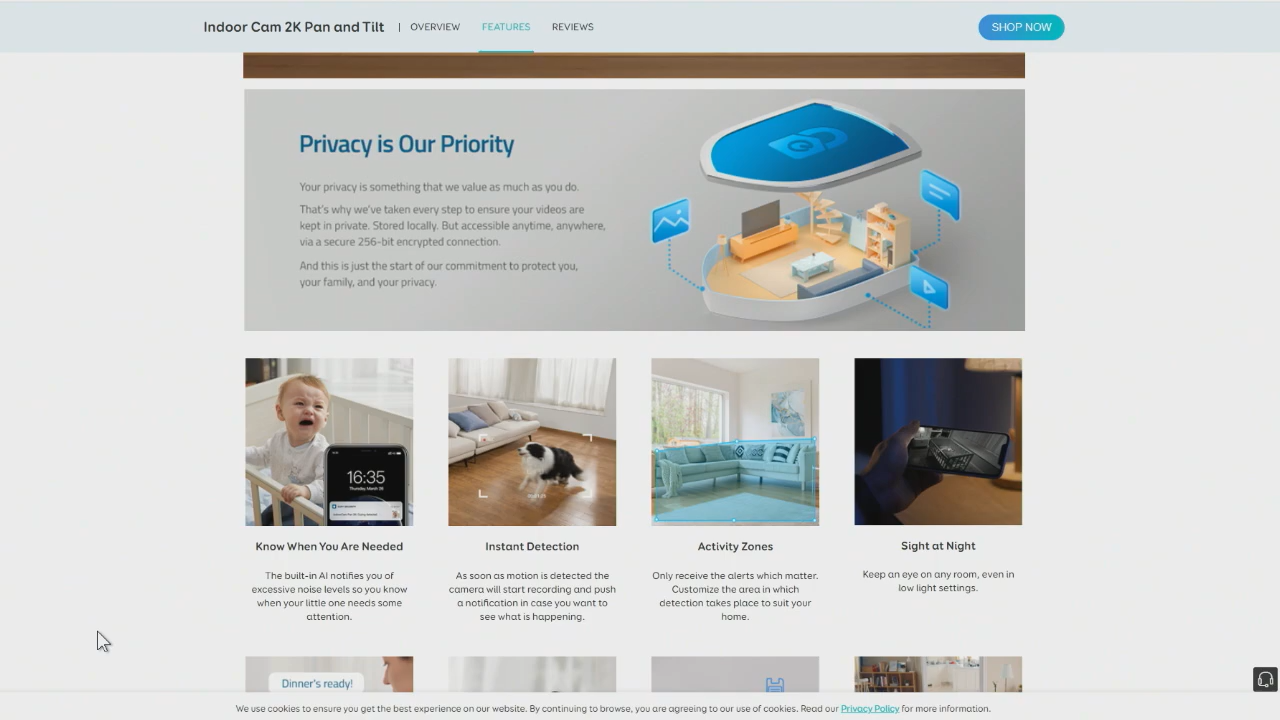 Indoor Cam 2K Pan and Tilt | OVERVIEW FEATURES REVIEWS SHOP NOW
Privacy is Our Priority
Your privacy is something that we value as much as you do.
That's why we've taken every step to ensure your videos are
kept in private. Stored locally. But accessible anytime, anywhere,
via a secure 256-bit encrypted connection.
And this is just the start of our commitment to protect you,
your family, and your privacy.
16:35
Know When You Are Needed
The built-in AI notifies you of
excessive noise levels so you know
when your little one needs some
attention.
Instant Detection
As soon as motion is detected the
camera will start recording and push
a notification in case you want to
see what is happening.
Activity Zones
Only receive the alerts which matter.
Customize the area in which
detection takes place to suit your
home.
Sight at Night
Keep an eye on any room, even in
low light settings.
Dinner's ready!
We use cookies to ensure you get the best experience on our website. By continuing to browse, you are agreeing to our use of cookies. Read our Privacy Policy for more information.